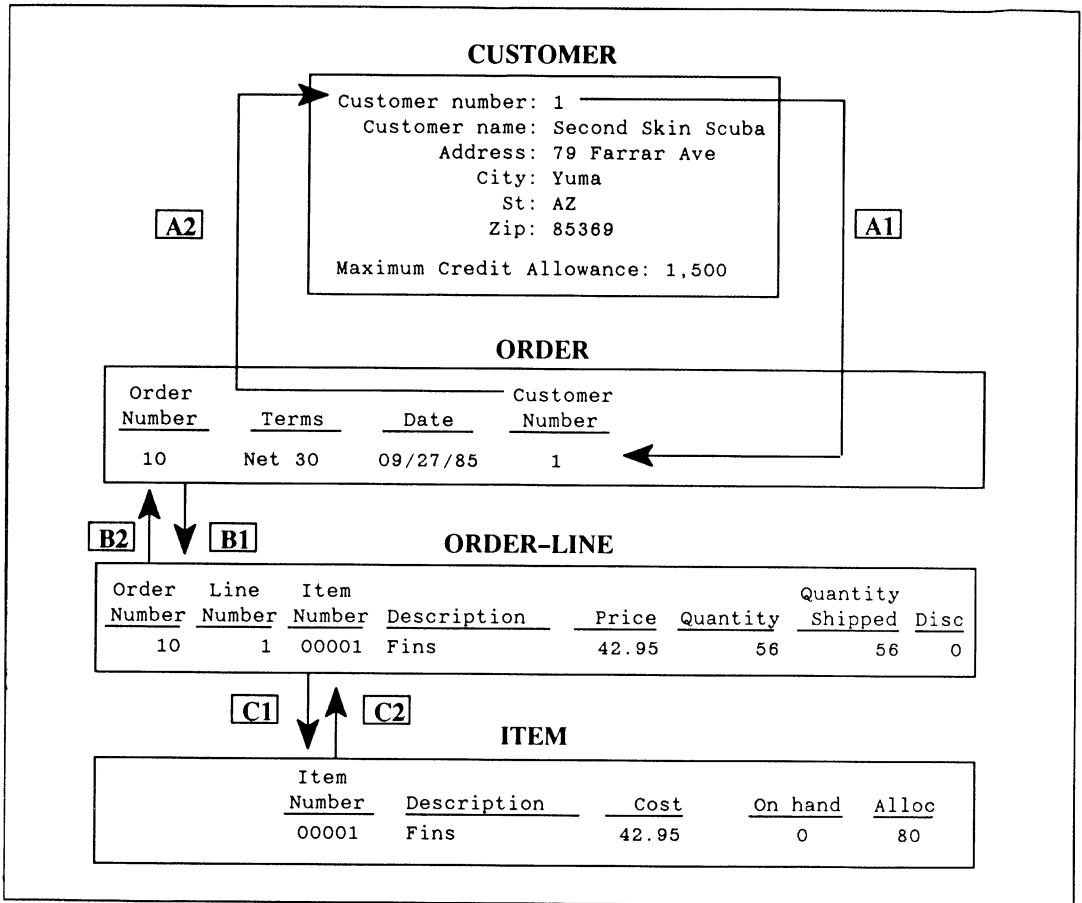 CUSTOMER
Customer number: 1
Customer name: Second Skin Scuba
Address: 79 Farrar Ave
City: Yuma
St: AZ
Zip: 85369
Maximum Credit Allowance: 1,500
A2
A1
ORDER
Order Customer
Number Terms Date Number
10 Net 30 09/27/85 1
B2 B1
ORDER-LINE
Order Line Item Quantity
Number Number Number Description Price Quantity Shipped Disc
10 1 00001 Fins 42.95 56 56 0
C1 C2
ITEM
Item
Number Description Cost On hand Alloc
00001 Fins 42.95 0 80